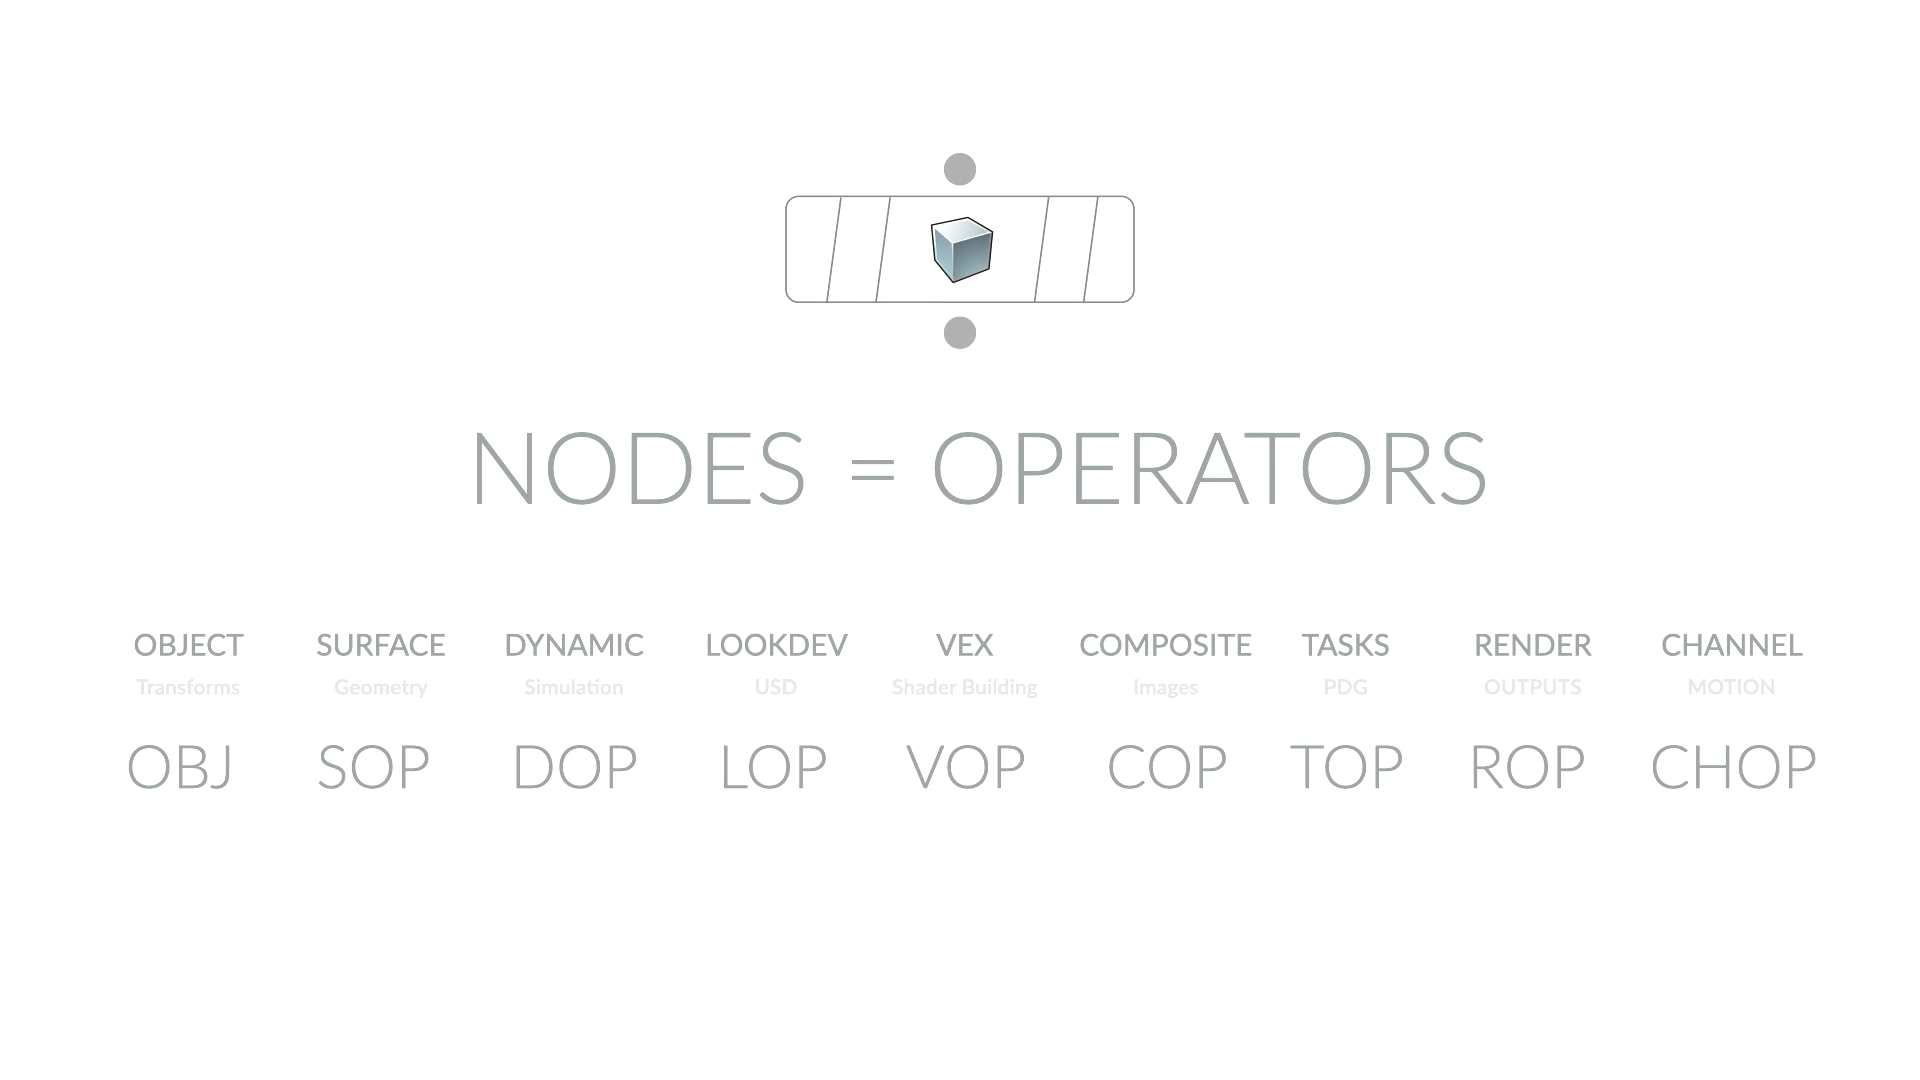 NODES = OPERATORS
OBJECT SURFACE DYNAMIC LOOKDEV VEX COMPOSITE TASKS RENDER CHANNEL
Transforms Geometry Simulation USD Shader Building Images PDG OUTPUTS MOTION
OBJ SOP DOP LOP VOP COP TOP ROP CHOP